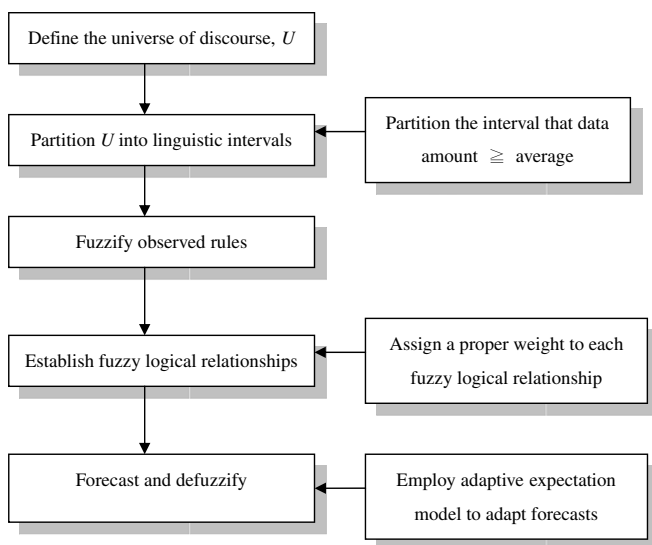 Define the universe of discourse, U
Partition U into linguistic intervals
Partition the interval that data
amount ≧ average
Fuzzify observed rules
Establish fuzzy logical relationships
Assign a proper weight to each
fuzzy logical relationship
Forecast and defuzzify
Employ adaptive expectation
model to adapt forecasts